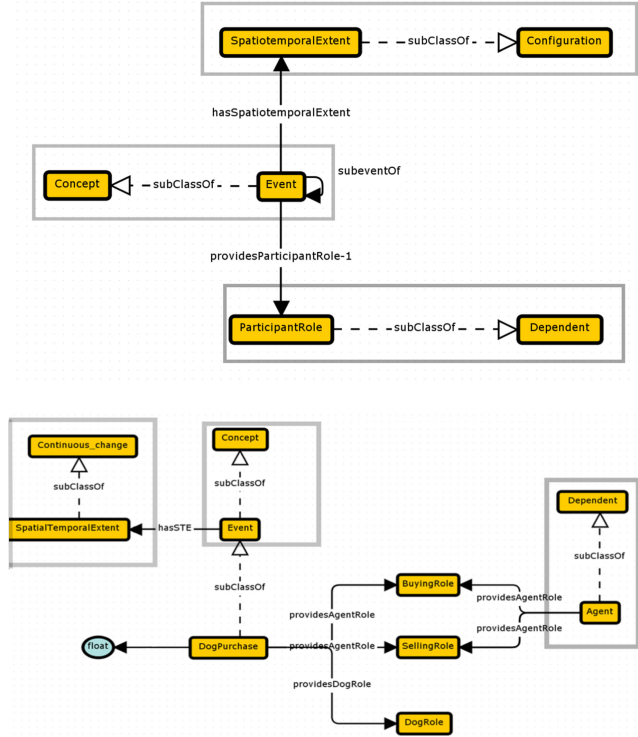 SpatiotemporalExtent
subClassOf
Configuration
hasSpatiotemporalExtent
subeventOf
Concept
subClassOf
Event
providesParticipantRole-1
ParticipantRole
subClassOf
Dependent
Continuous_change
Concept
subClassOf
subClassOf
Dependent
SpatialTemporalExtent
hasSTE
Event
subClassOf
subClassOf
BuyingRole
providesAgentRole
providesAgentRole
Agent
float
DogPurchase
providesAgentRole
SellingRole
providesAgentRole
providesDogRole
DogRole